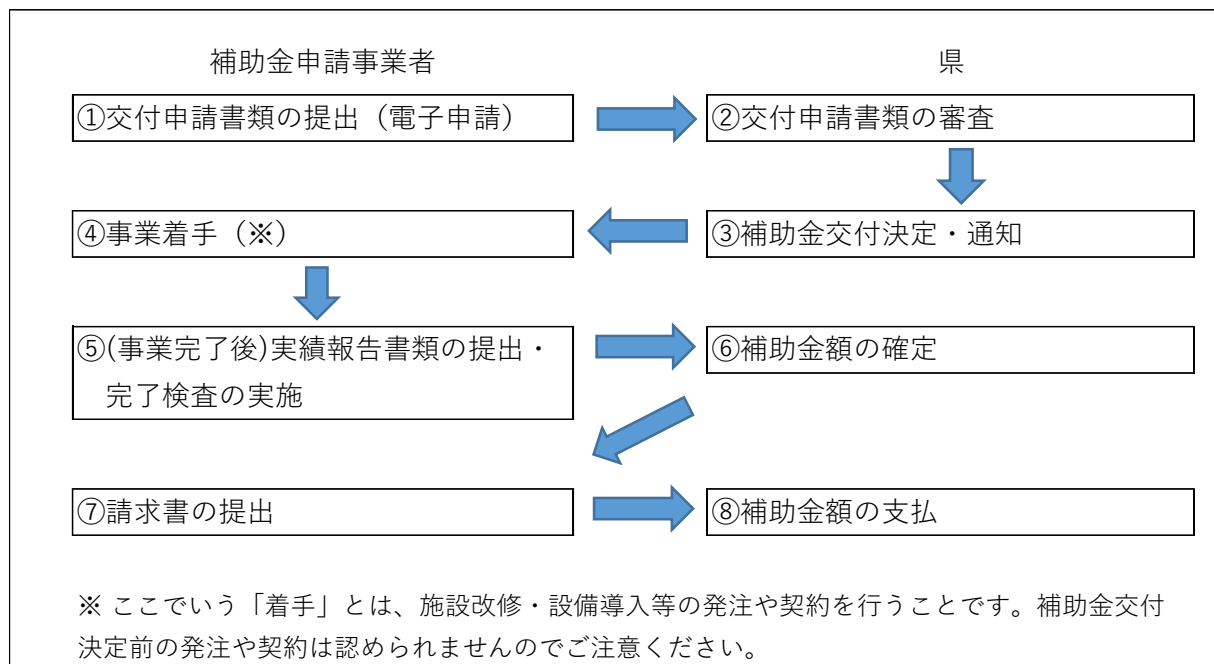 補助金申請事業者
県
①交付申請書類の提出（電子申請）
②交付申請書類の審査
④事業着手（※）
③補助金交付決定・通知
⑤(事業完了後)実績報告書類の提出・
完了検査の実施
⑥補助金額の確定
⑦請求書の提出
⑧補助金額の支払
※ ここでいう「着手」とは、施設改修・設備導入等の発注や契約を行うことです。補助金交付
決定前の発注や契約は認められませんのでご注意ください。